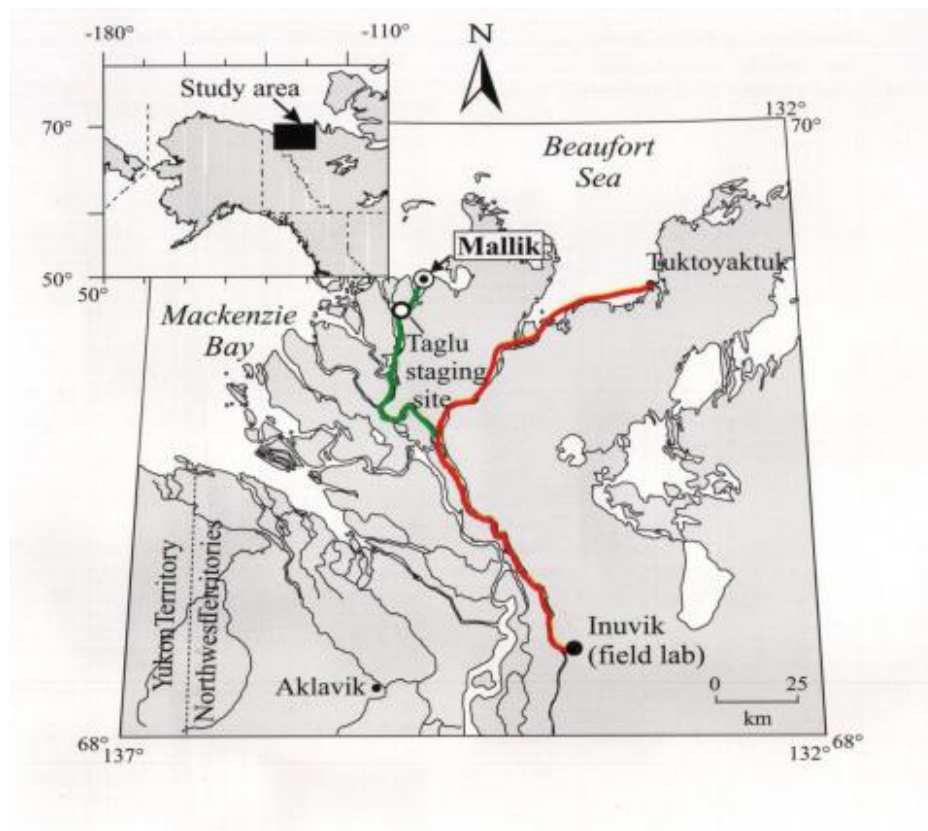 -180°
-110°
N
Study area
70°
50°
50°
132°
70°
Beaufort
Sea
Mallik
Tuktoyaktuk
Mackenzie
Bay
Taglu
staging
site
Yukon Territory
Northwest Territories
Inuvik
(field lab)
Aklavik
0 25
km
68°
137°
132°
68°